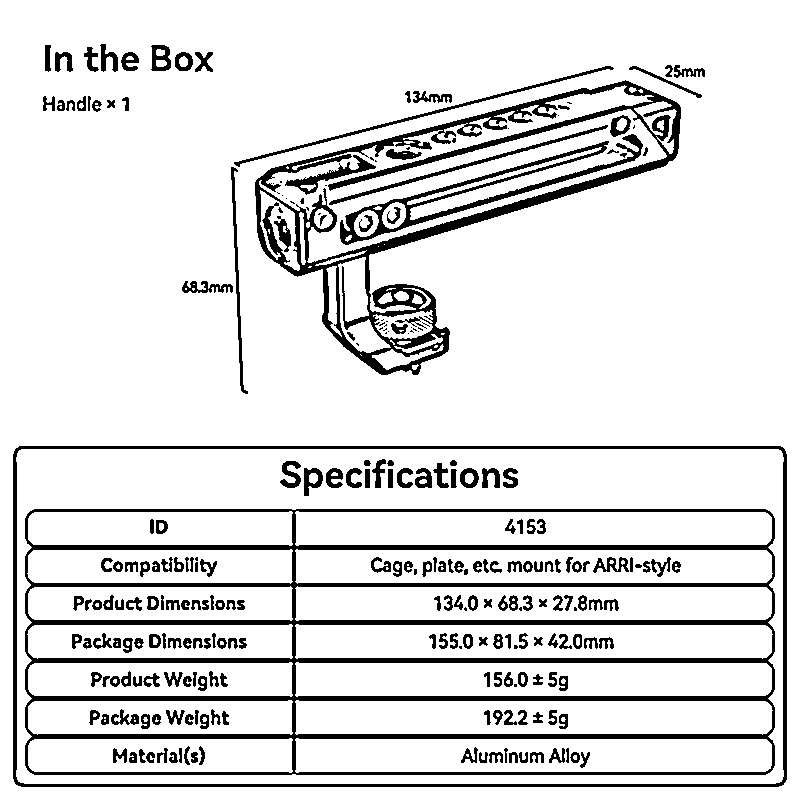 In the Box
Handle × 1
25mm
134mm
68.3mm
Specifications
ID 4153
Compatibility Cage, plate, etc. mount for ARRI-style
Product Dimensions 134.0 × 68.3 × 27.8mm
Package Dimensions 155.0 × 81.5 × 42.0mm
Product Weight 156.0 ± 5g
Package Weight 192.2 ± 5g
Material(s) Aluminum Alloy